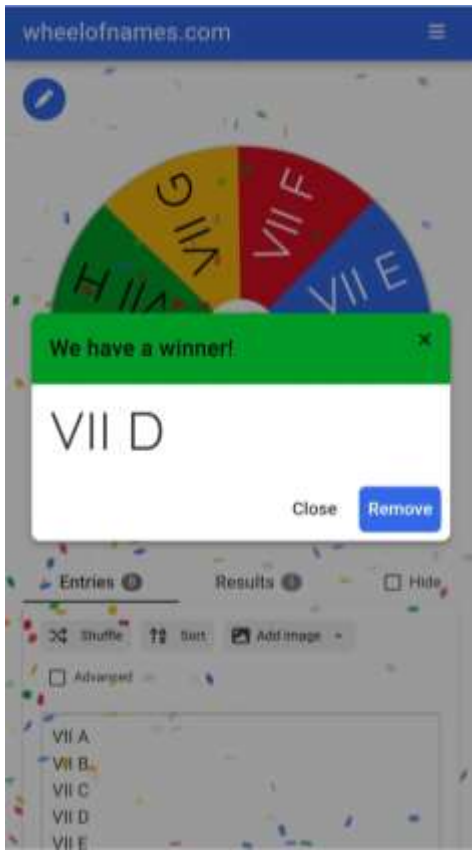 wheelofnames.com
VII G
VII F
VII H
VII E
We have a winner!
VII D
Close Remove
Entries Results Hide
Shuffle Sort Add image
Advanced
VII A
VII B
VII C
VII D
VII E